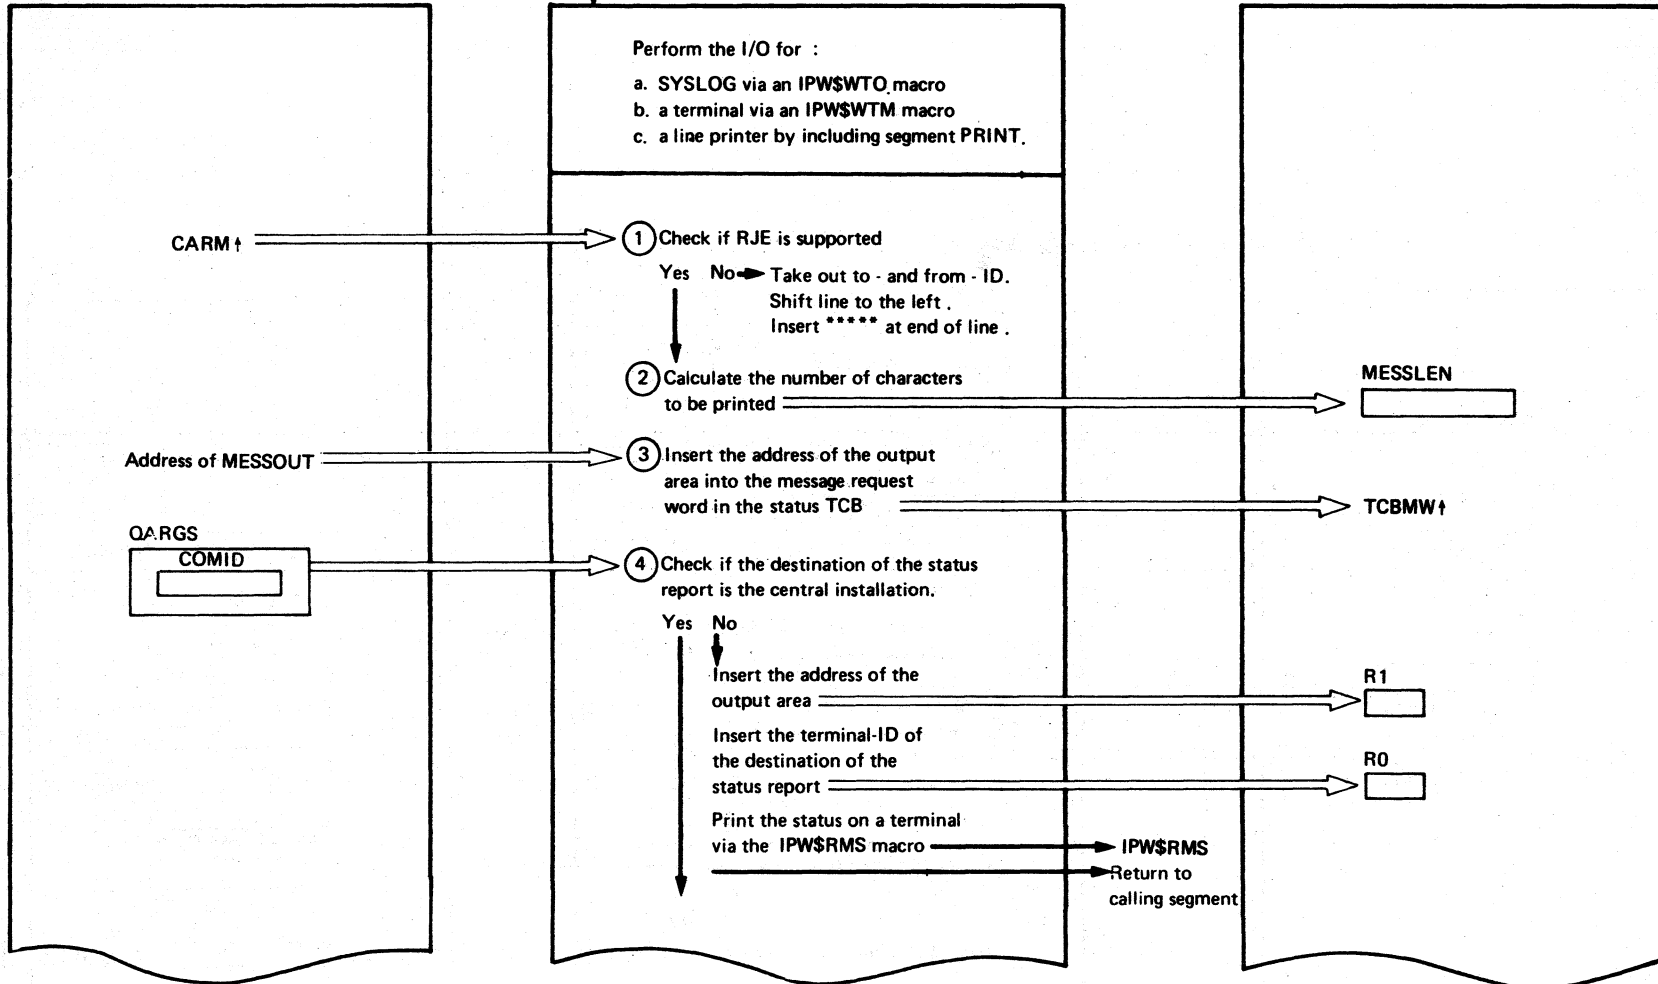 Perform the I/O for :
a. SYSLOG via an IPW$WTO macro
b. a terminal via an IPW$WTM macro
c. a line printer by including segment PRINT.
CARM↑
1 Check if RJE is supported
Yes No Take out to - and from - ID.
Shift line to the left .
Insert ***** at end of line .
2 Calculate the number of characters
to be printed
MESSLEN
Address of MESSOUT
3 Insert the address of the output
area into the message request
word in the status TCB
TCBMW↑
QARGS
COMID
4 Check if the destination of the status
report is the central installation.
Yes No
Insert the address of the
output area
R1
Insert the terminal-ID of
the destination of the
status report
R0
Print the status on a terminal
via the IPW$RMS macro
IPW$RMS
Return to
calling segment